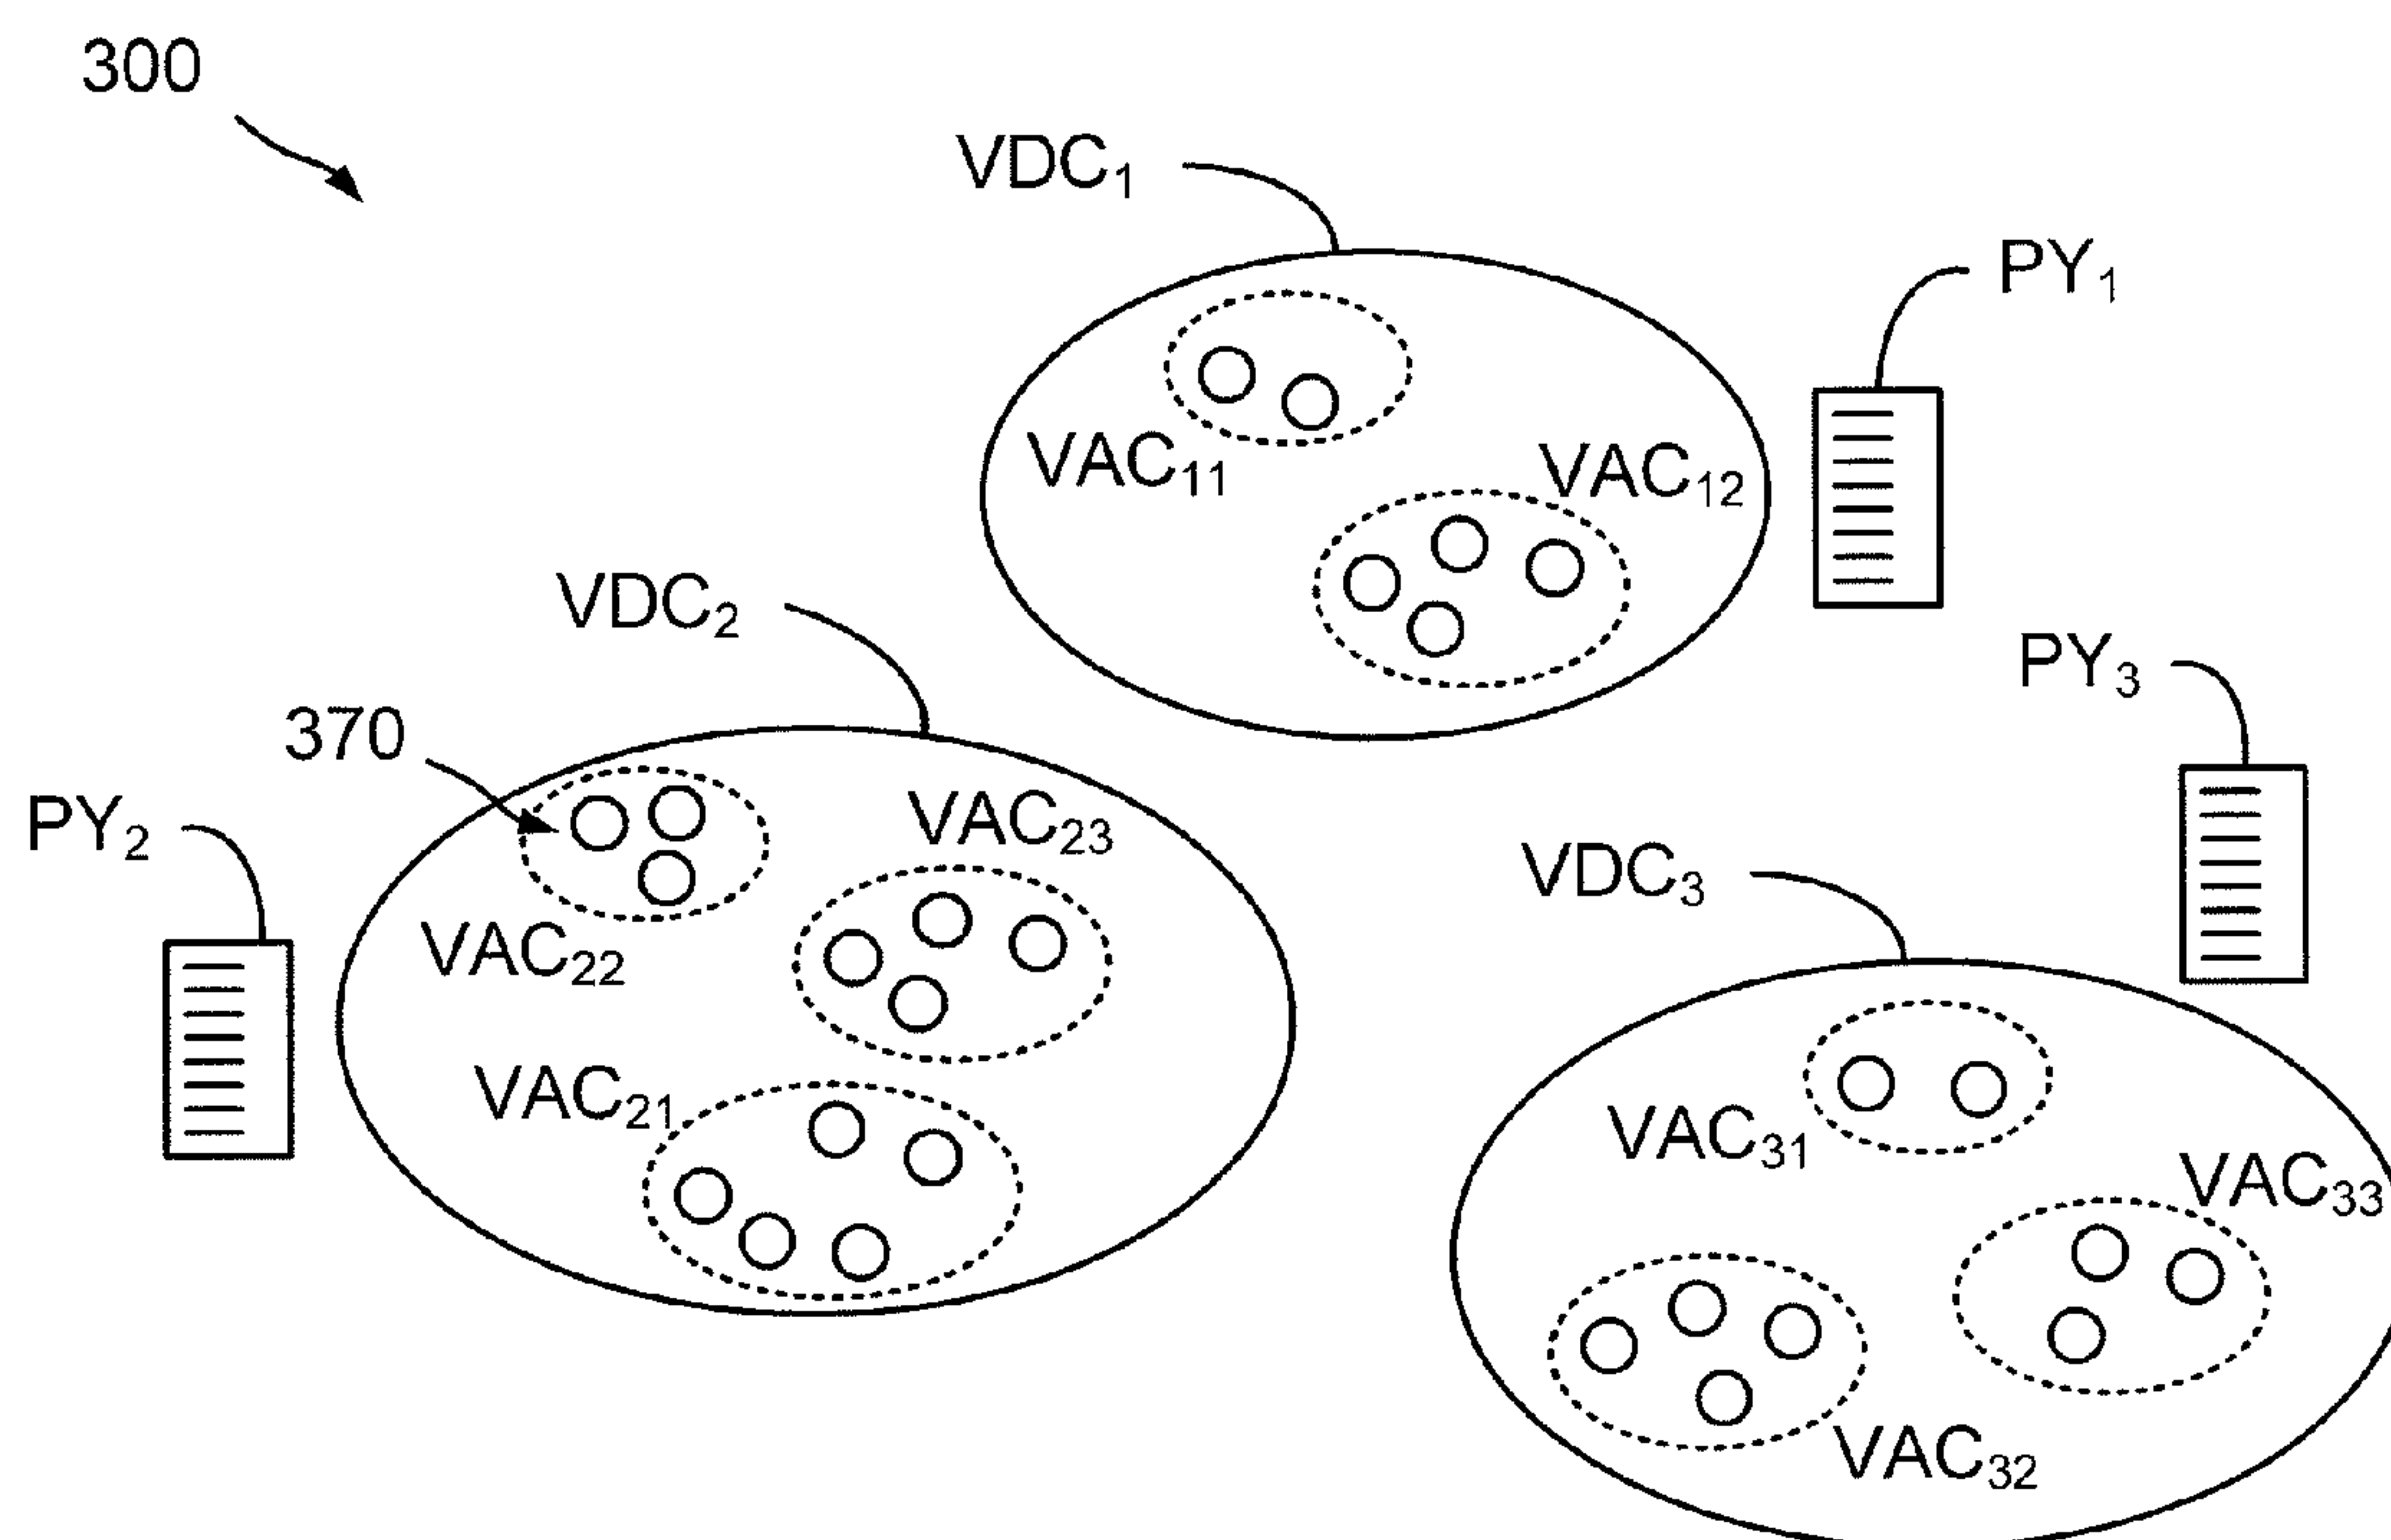 300
VDC₁
PY₁
VAC₁₁
VAC₁₂
VDC₂
PY₃
370
PY₂
VAC₂₃
VDC₃
VAC₂₂
VAC₂₁
VAC₃₁
VAC₃₃
VAC₃₂